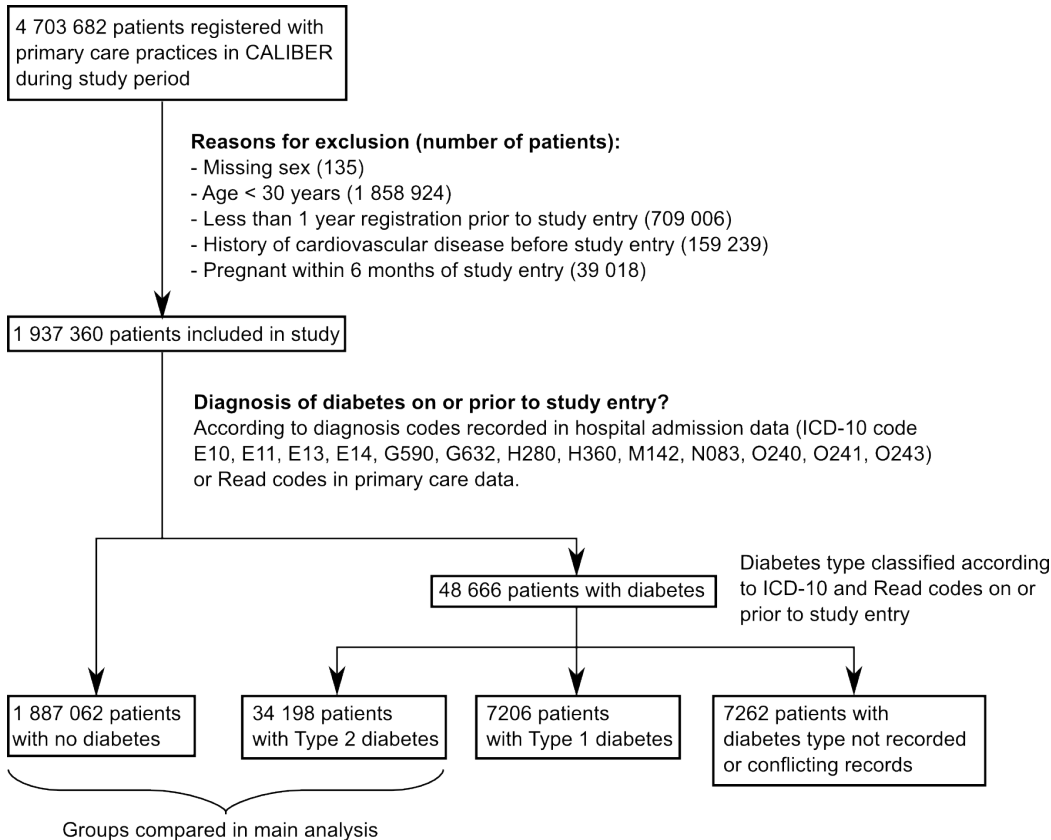 4 703 682 patients registered with
primary care practices in CALIBER
during study period
Reasons for exclusion (number of patients):
- Missing sex (135)
- Age < 30 years (1 858 924)
- Less than 1 year registration prior to study entry (709 006)
- History of cardiovascular disease before study entry (159 239)
- Pregnant within 6 months of study entry (39 018)
1 937 360 patients included in study
Diagnosis of diabetes on or prior to study entry?
According to diagnosis codes recorded in hospital admission data (ICD-10 code
E10, E11, E13, E14, G590, G632, H280, H360, M142, N083, O240, O241, O243)
or Read codes in primary care data.
48 666 patients with diabetes
Diabetes type classified according
to ICD-10 and Read codes on or
prior to study entry
1 887 062 patients
with no diabetes
34 198 patients
with Type 2 diabetes
7206 patients
with Type 1 diabetes
7262 patients with
diabetes type not recorded
or conflicting records
Groups compared in main analysis